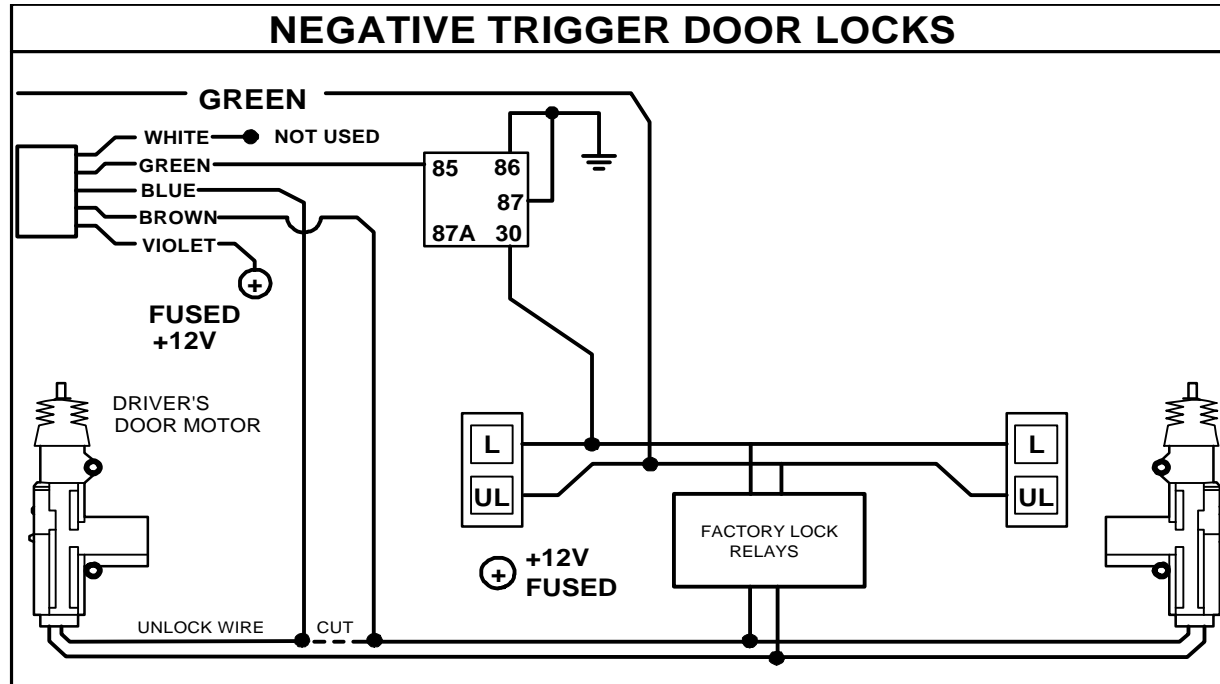 NEGATIVE TRIGGER DOOR LOCKS
GREEN
WHITE NOT USED
GREEN
BLUE
BROWN
VIOLET
+
FUSED
+12V
85 86
87
87A 30
DRIVER'S
DOOR MOTOR
L
UL
L
UL
FACTORY LOCK
RELAYS
+ +12V
FUSED
UNLOCK WIRE CUT